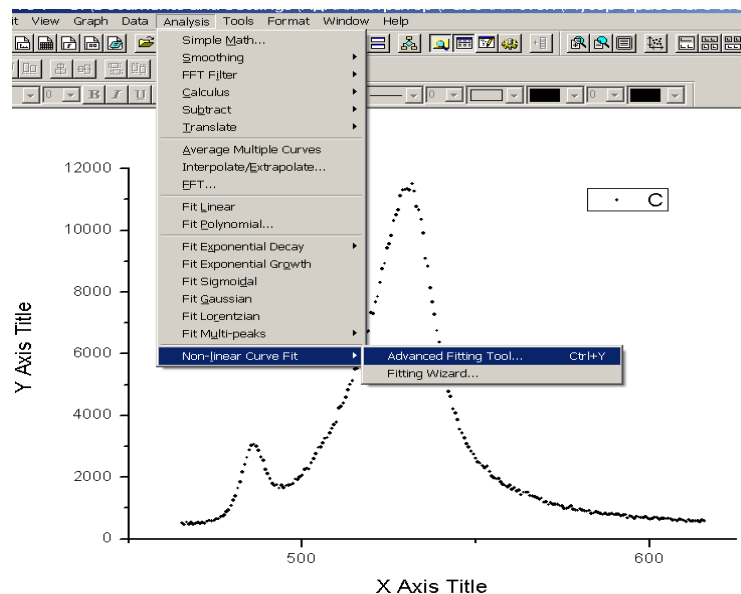 View Graph Data Analysis Tools Format Window Help
Simple Math...
Smoothing
FFT Filter
Calculus
Subtract
Translate
Average Multiple Curves
Interpolate/Extrapolate...
FFT...
Fit Linear
Fit Polynomial...
Fit Exponential Decay
Fit Exponential Growth
Fit Sigmoidal
Fit Gaussian
Fit Lorentzian
Fit Multi-peaks
Non-linear Curve Fit
Advanced Fitting Tool... Ctrl+Y
Fitting Wizard...
0 B I U 0 0
C
12000
10000
8000
6000
4000
2000
0
Y Axis Title
500 600
X Axis Title